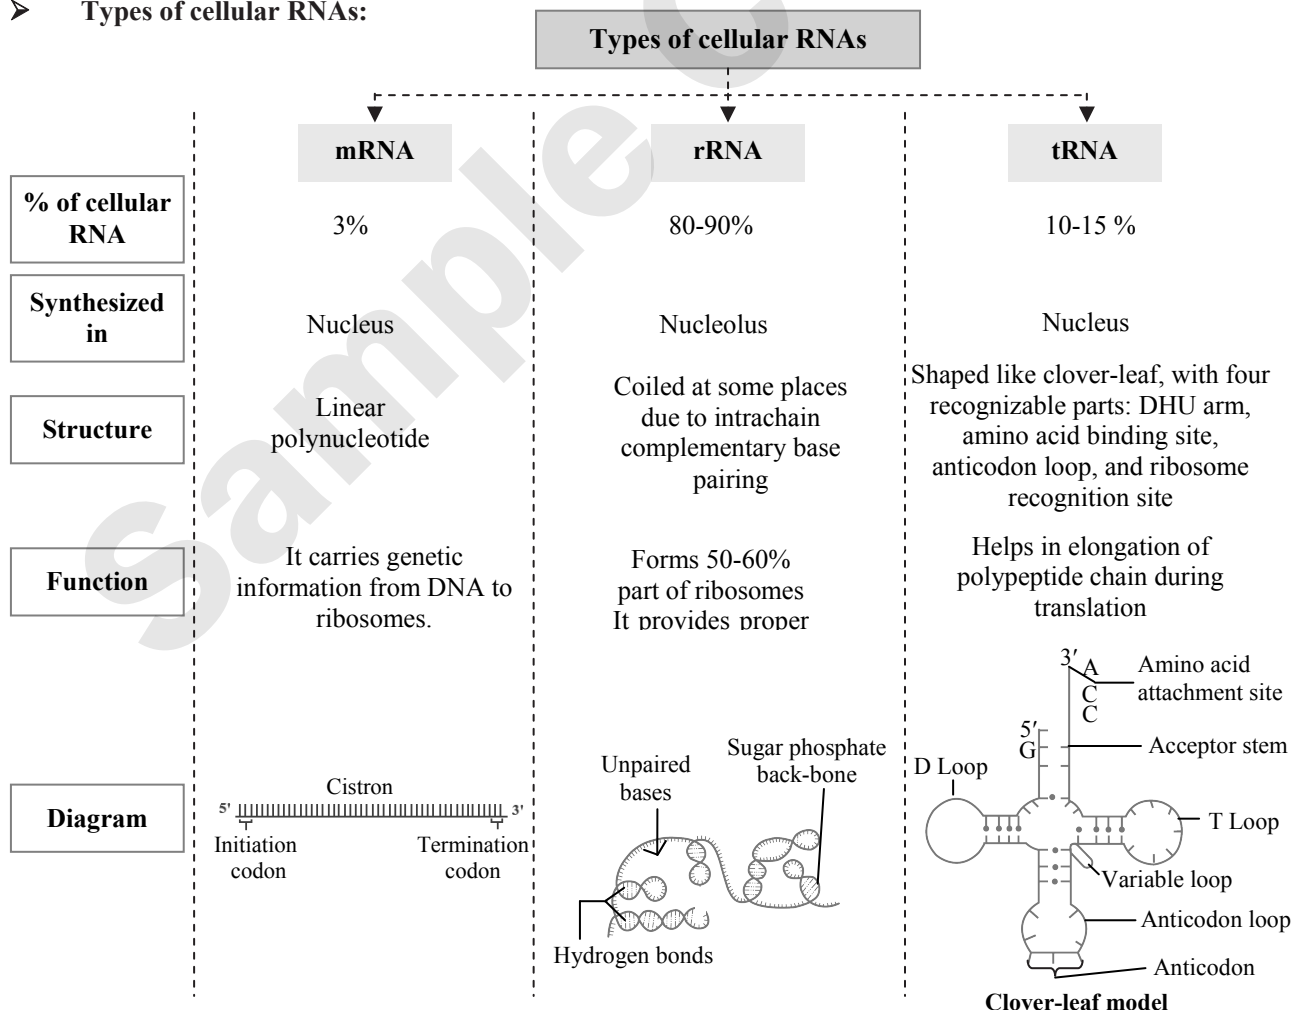 ➢ Types of cellular RNAs:
Types of cellular RNAs
mRNA
rRNA
tRNA
% of cellular
RNA
3%
80-90%
10-15 %
Synthesized
in
Nucleus
Nucleolus
Nucleus
Structure
Linear
polynucleotide
Coiled at some places
due to intrachain
complementary base
pairing
Shaped like clover-leaf, with four
recognizable parts: DHU arm,
amino acid binding site,
anticodon loop, and ribosome
recognition site
Function
It carries genetic
information from DNA to
ribosomes.
Forms 50-60%
part of ribosomes
It provides proper
Helps in elongation of
polypeptide chain during
translation
Diagram
Cistron
5' 3'
Initiation
codon
Termination
codon
Unpaired
bases
Sugar phosphate
back-bone
Hydrogen bonds
3′
A
C
C
Amino acid
attachment site
5′
G
Acceptor stem
D Loop
T Loop
Variable loop
Anticodon loop
Anticodon
Clover-leaf model
Sample C